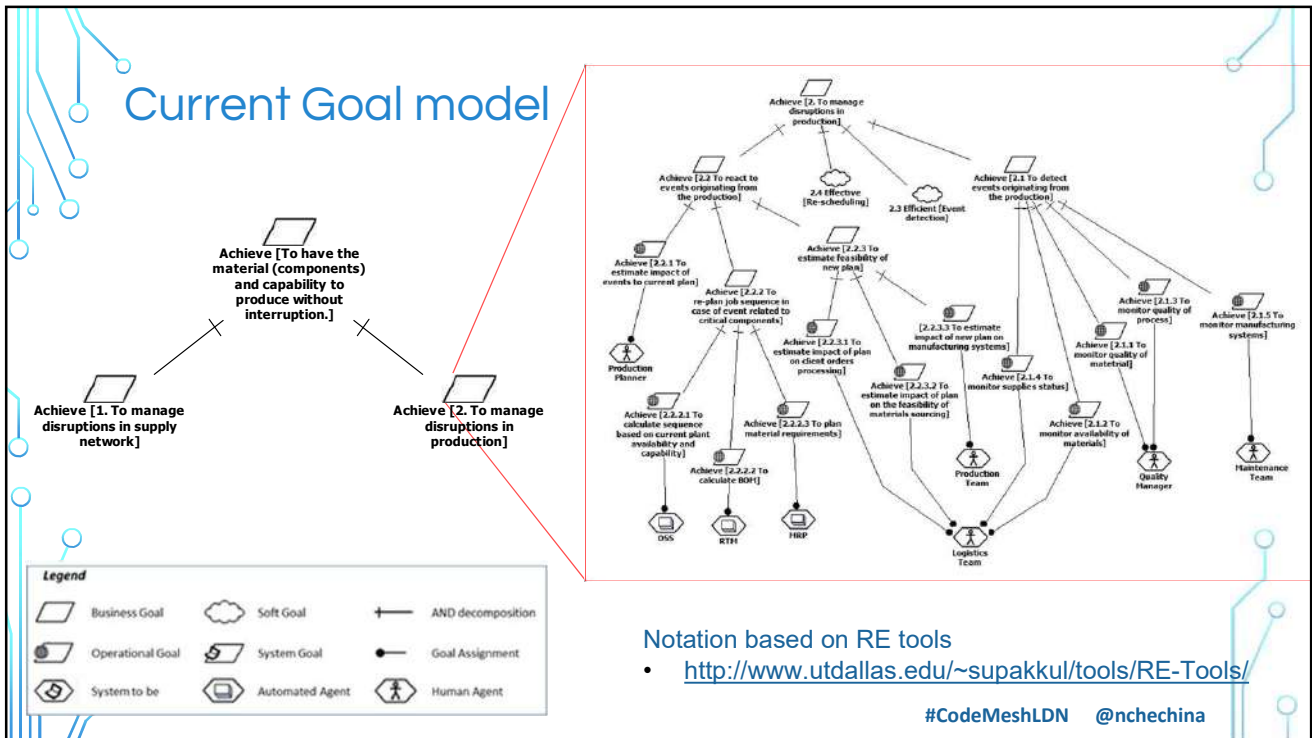 Current Goal model
Achieve [To have the
material (components)
and capability to
produce without
interruption.]
Achieve [1. To manage
disruptions in supply
network]
Achieve [2. To manage
disruptions in
production]
Achieve [2. To manage
disruptions in
production]
Achieve [2.2 To react to
events originating from
the production]
2.4 Effective
[Re-scheduling]
2.3 Efficient [Event
detection]
Achieve [2.1 To detect
events originating from
the production]
Achieve [2.2.1 To
estimate impact of
events to current plan]
Achieve [2.2.2 To
re-plan job sequence in
case of event related to
critical components]
Achieve [2.2.3 To
estimate feasibility of
new plan]
Achieve [2.2.3.1 To
estimate impact of plan
on client orders
processing]
[2.2.3.3 To estimate
impact of new plan on
manufacturing systems]
Achieve [2.2.3.2 To
estimate impact of plan
on the feasibility of
materials sourcing]
Achieve [2.1.4 To
monitor supplies status]
Achieve [2.1.3 To
monitor quality of
process]
Achieve [2.1.1 To
monitor quality of
matetrial]
Achieve [2.1.5 To
monitor manufacturing
systems]
Achieve [2.1.2 To
monitor availability of
materials]
Production
Planner
Achieve [2.2.2.1 To
calculate sequence
based on current plant
availability and
capability]
Achieve [2.2.2.2 To
calculate BOM]
Achieve [2.2.2.3 To plan
material requirements]
OSS
RTM
MRP
Production
Team
Logistics
Team
Quality
Manager
Maintenance
Team
Legend
Business Goal
Soft Goal
AND decomposition
Operational Goal
System Goal
Goal Assignment
System to be
Automated Agent
Human Agent
Notation based on RE tools
• http://www.utdallas.edu/~supakkul/tools/RE-Tools/
#CodeMeshLDN @nchechina